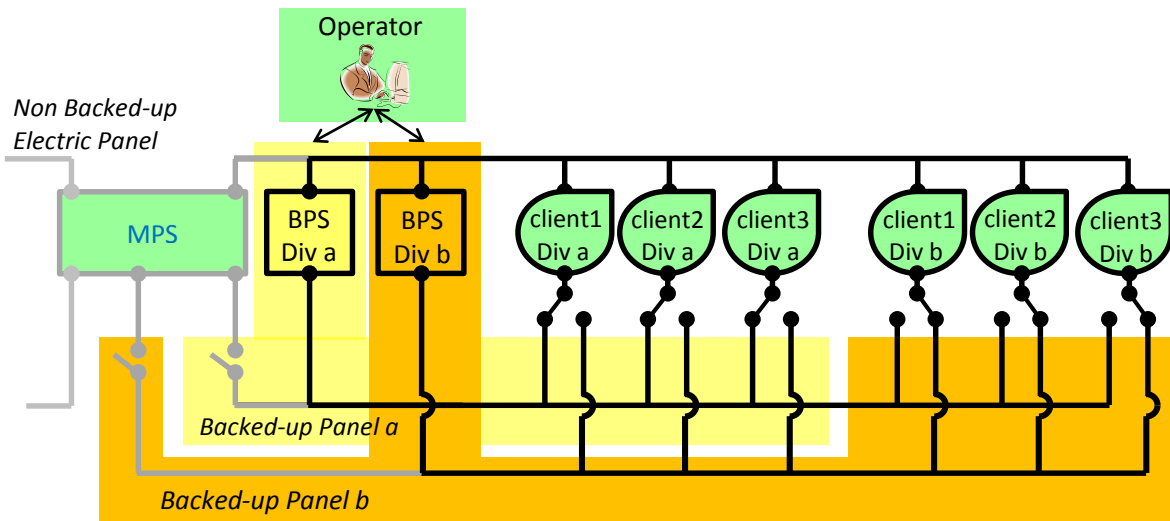 Operator
Non Backed-up
Electric Panel
MPS
BPS
Div a
BPS
Div b
client1
Div a
client2
Div a
client3
Div a
client1
Div b
client2
Div b
client3
Div b
Backed-up Panel a
Backed-up Panel b